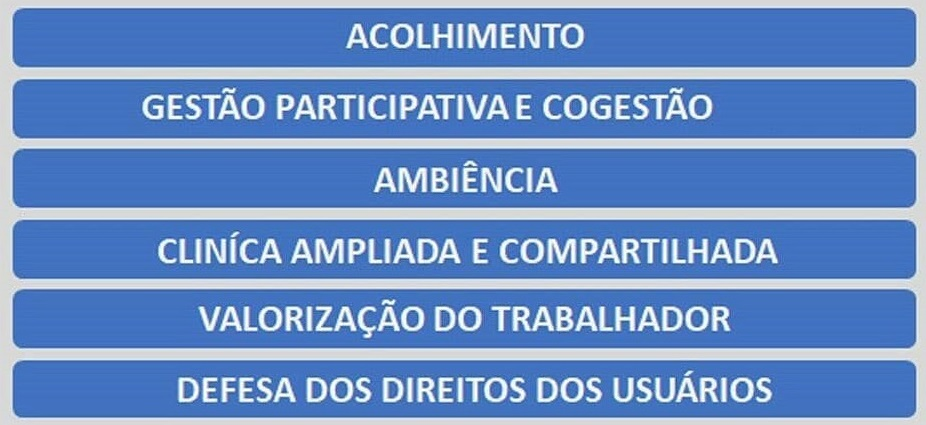 ACOLHIMENTO
GESTÃO PARTICIPATIVA E COGESTÃO
AMBIÊNCIA
CLINÍCA AMPLIADA E COMPARTILHADA
VALORIZAÇÃO DO TRABALHADOR
DEFESA DOS DIREITOS DOS USUÁRIOS